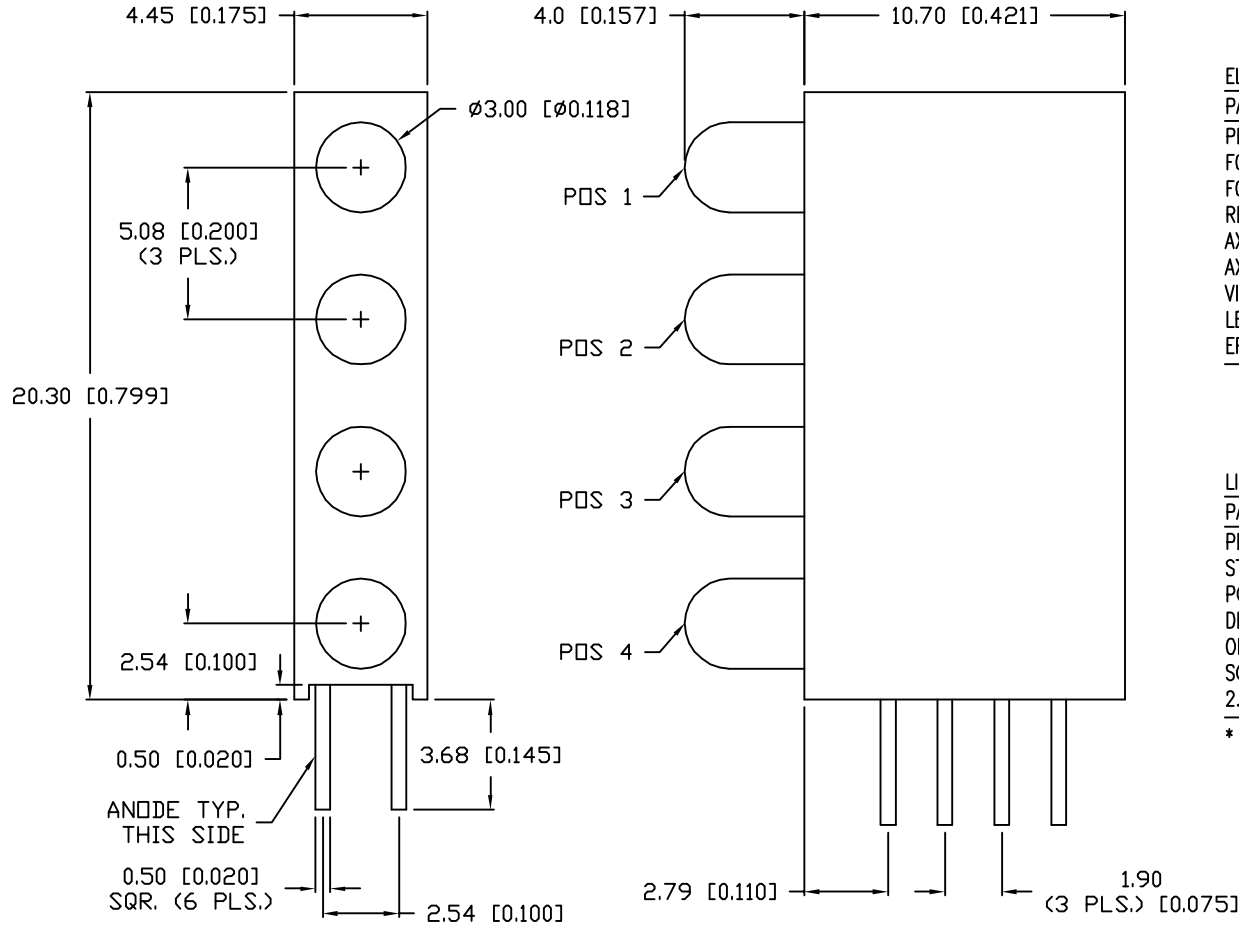 4.45 [0.175]
4.0 [0.157]
10.70 [0.421]
ø3.00 [ø0.118]
POS 1
5.08 [0.200]
(3 PLS.)
POS 2
20.30 [0.799]
POS 3
POS 4
2.54 [0.100]
0.50 [0.020]
3.68 [0.145]
ANODE TYP.
THIS SIDE
0.50 [0.020]
SQR. (6 PLS.)
2.54 [0.100]
2.79 [0.110]
1.90
(3 PLS.) [0.075]
*